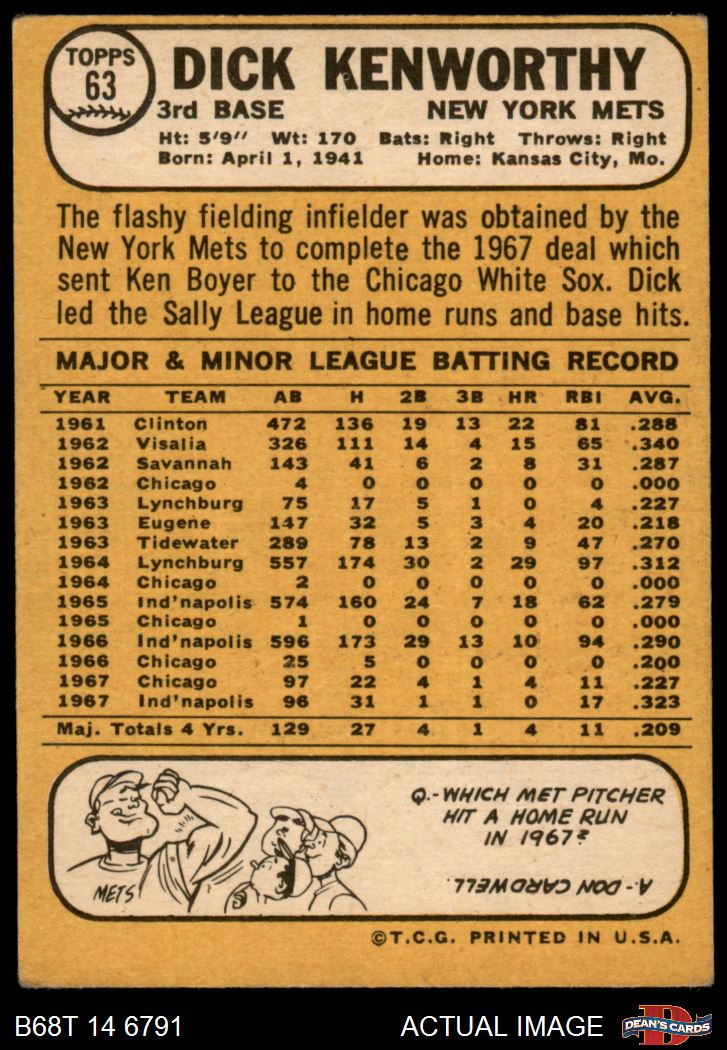 TOPPS
63
DICK KENWORTHY
3rd BASE NEW YORK METS
Ht: 5'9" Wt: 170 Bats: Right Throws: Right
Born: April 1, 1941 Home: Kansas City, Mo.
The flashy fielding infielder was obtained by the
New York Mets to complete the 1967 deal which
sent Ken Boyer to the Chicago White Sox. Dick
led the Sally League in home runs and base hits.
MAJOR & MINOR LEAGUE BATTING RECORD
YEAR TEAM AB H 2B 3B HR RBI AVG.
1961 Clinton 472 136 19 13 22 81 .288
1962 Visalia 326 111 14 4 15 65 .340
1962 Savannah 143 41 6 2 8 31 .287
1962 Chicago 4 0 0 0 0 0 .000
1963 Lynchburg 75 17 5 1 0 4 .227
1963 Eugene 147 32 5 3 4 20 .218
1963 Tidewater 289 78 13 2 9 47 .270
1964 Lynchburg 557 174 30 2 29 97 .312
1964 Chicago 2 0 0 0 0 0 .000
1965 Ind'napolis 574 160 24 7 18 62 .279
1965 Chicago 1 0 0 0 0 0 .000
1966 Ind'napolis 596 173 29 13 10 94 .290
1966 Chicago 25 5 0 0 0 0 .200
1967 Chicago 97 22 4 1 4 11 .227
1967 Ind'napolis 96 31 1 1 0 17 .323
Maj. Totals 4 Yrs. 129 27 4 1 4 11 .209
METS
Q.- WHICH MET PITCHER
HIT A HOME RUN
IN 1967?
A- DON CARDWELL.
©T.C.G. PRINTED IN U.S.A.
B68T 14 6791 ACTUAL IMAGE
D
DEAN'S CARDS